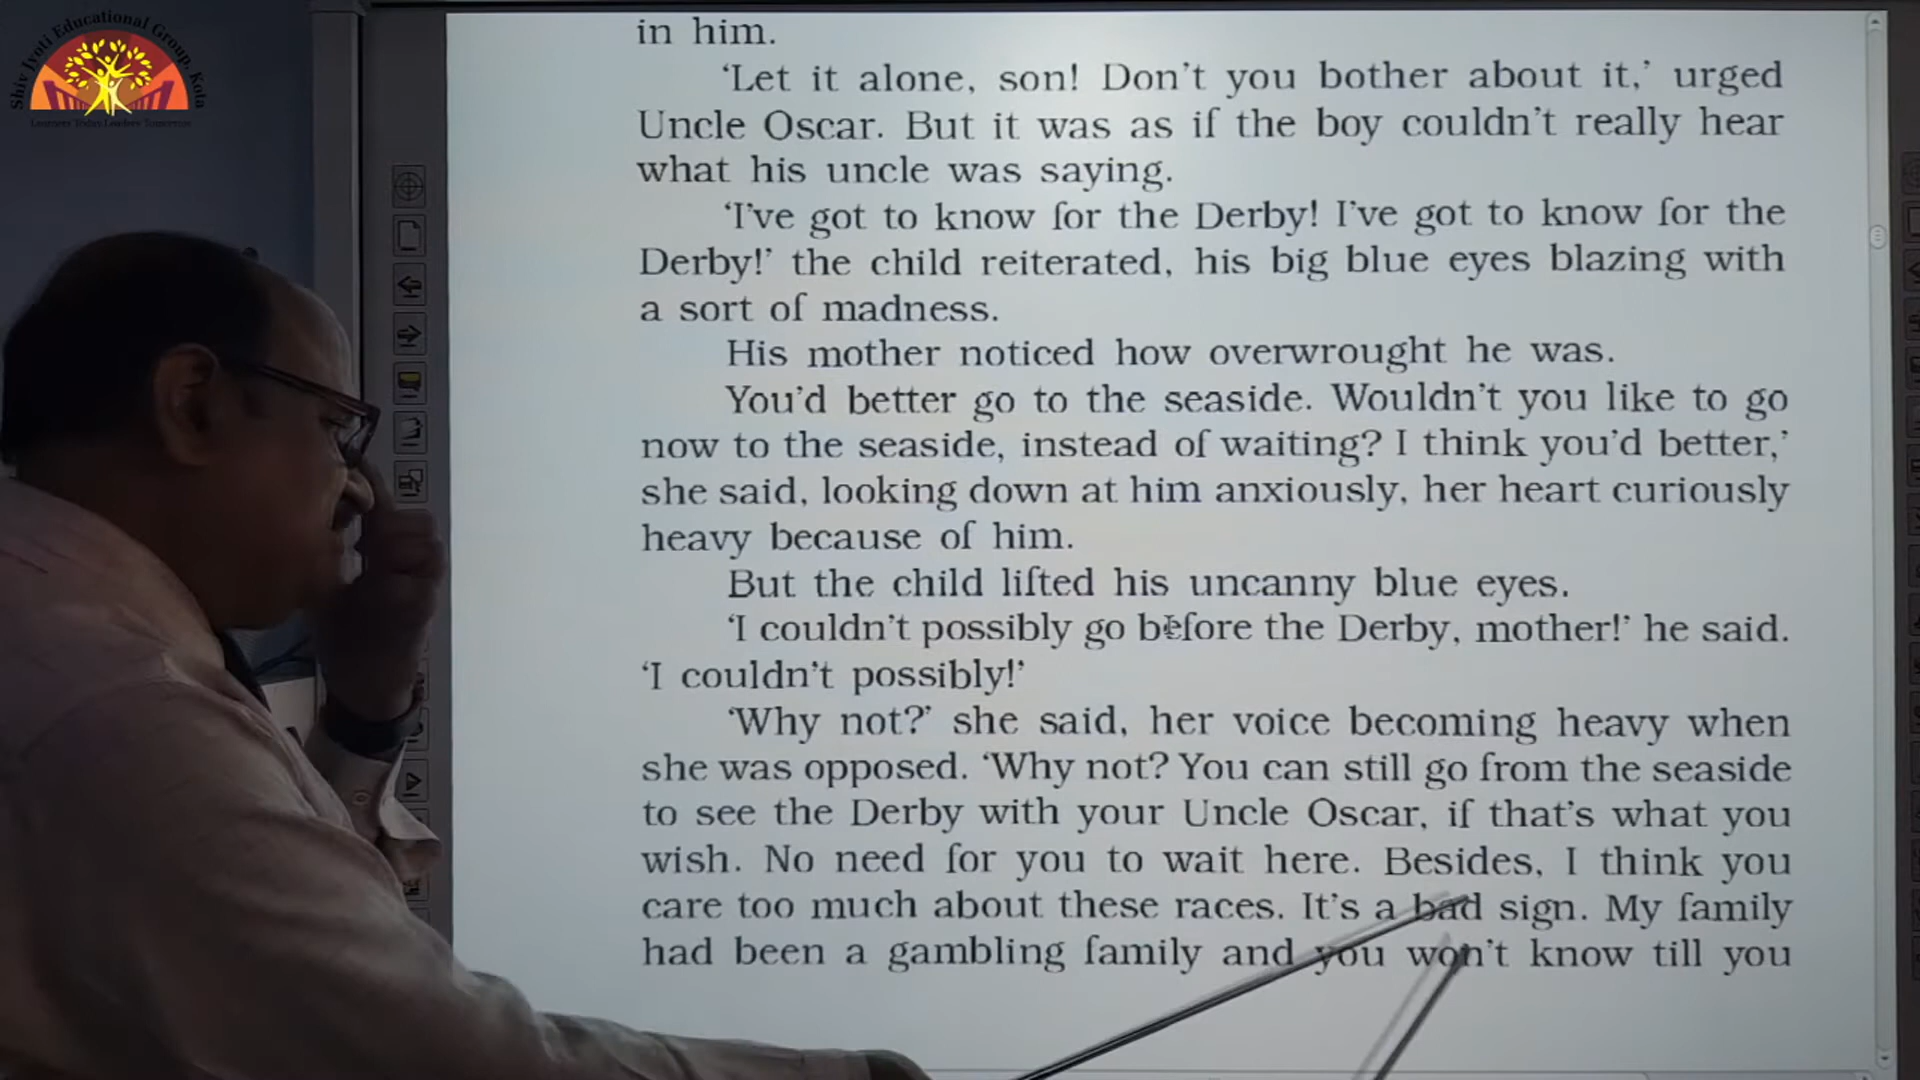 Shiv Jyoti Educational Group, Kota
Learners Today Leaders Tomorrow
in him.
‘Let it alone, son! Don’t you bother about it,’ urged
Uncle Oscar. But it was as if the boy couldn’t really hear
what his uncle was saying.
‘I’ve got to know for the Derby! I’ve got to know for the
Derby!’ the child reiterated, his big blue eyes blazing with
a sort of madness.
His mother noticed how overwrought he was.
You’d better go to the seaside. Wouldn’t you like to go
now to the seaside, instead of waiting? I think you’d better,’
she said, looking down at him anxiously, her heart curiously
heavy because of him.
But the child lifted his uncanny blue eyes.
‘I couldn’t possibly go before the Derby, mother!’ he said.
‘I couldn’t possibly!’
‘Why not?’ she said, her voice becoming heavy when
she was opposed. ‘Why not? You can still go from the seaside
to see the Derby with your Uncle Oscar, if that’s what you
wish. No need for you to wait here. Besides, I think you
care too much about these races. It’s a bad sign. My family
had been a gambling family and you won’t know till you